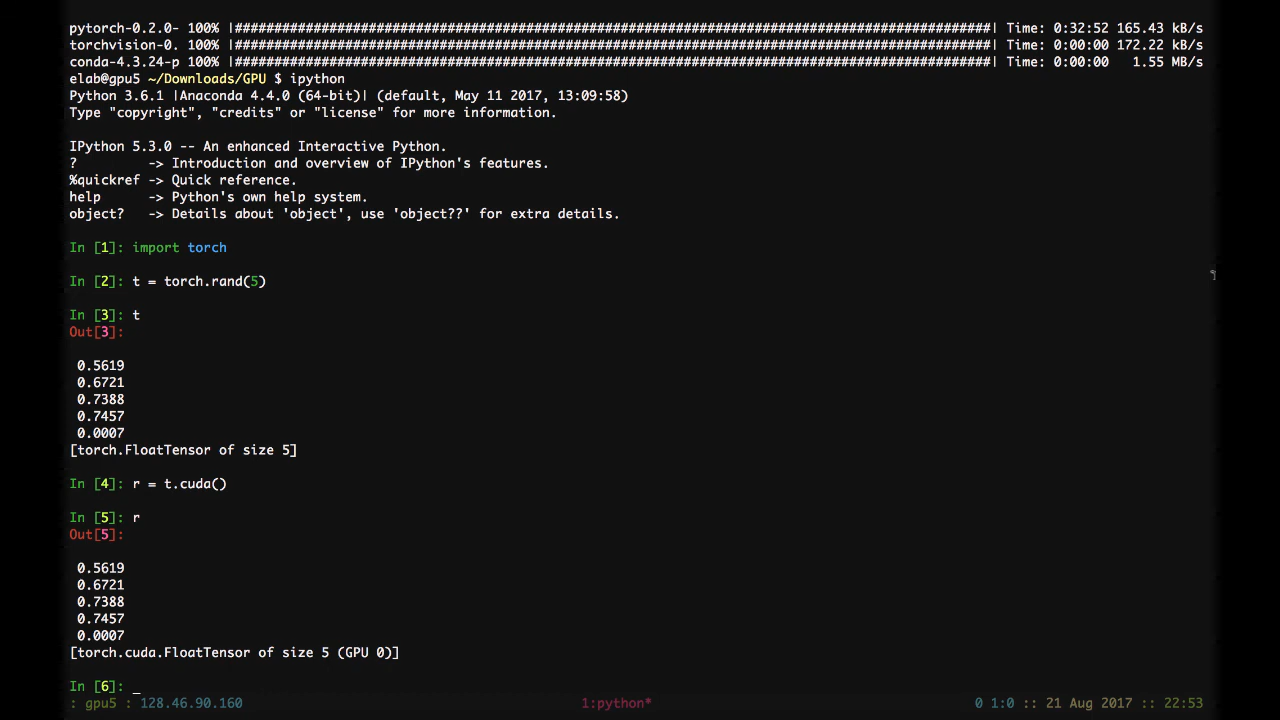 pytorch-0.2.0- 100% |################################################################################################| Time: 0:32:52 165.43 kB/s
torchvision-0. 100% |################################################################################################| Time: 0:00:00 172.22 kB/s
conda-4.3.24-p 100% |################################################################################################| Time: 0:00:00   1.55 MB/s
elab@gpu5 ~/Downloads/GPU $ ipython
Python 3.6.1 |Anaconda 4.4.0 (64-bit)| (default, May 11 2017, 13:09:58)
Type "copyright", "credits" or "license" for more information.
IPython 5.3.0 -- An enhanced Interactive Python.
?         -> Introduction and overview of IPython's features.
%quickref -> Quick reference.
help      -> Python's own help system.
object?   -> Details about 'object', use 'object??' for extra details.
In [1]: import torch
In [2]: t = torch.rand(5)
In [3]: t
Out[3]:
0.5619
0.6721
0.7388
0.7457
0.0007
[torch.FloatTensor of size 5]
In [4]: r = t.cuda()
In [5]: r
Out[5]:
0.5619
0.6721
0.7388
0.7457
0.0007
[torch.cuda.FloatTensor of size 5 (GPU 0)]
In [6]: _
: gpu5 : 128.46.90.160 1:python* 0 1:0 :: 21 Aug 2017 :: 22:53